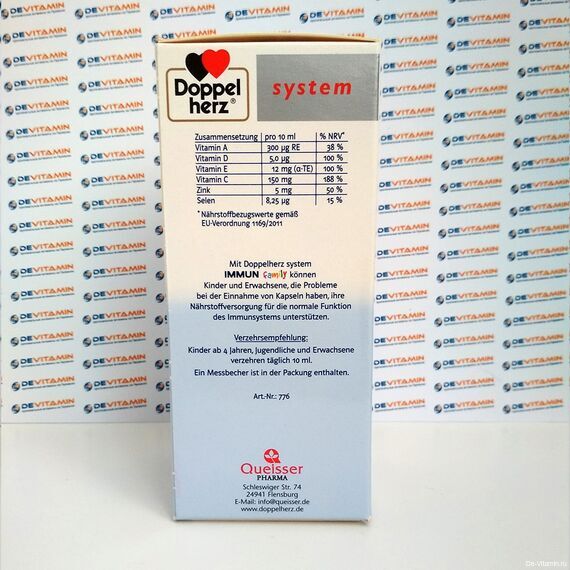 Doppel
herz®
system
Zusammensetzung pro 10 ml % NRV*
Vitamin A 300 µg RE 38 %
Vitamin D 5,0 µg 100 %
Vitamin E 12 mg (α-TE) 100 %
Vitamin C 150 mg 188 %
Zink 5 mg 50 %
Selen 8,25 µg 15 %
*Nährstoffbezugswerte gemäß
EU-Verordnung 1169/2011
Mit Doppelherz system
IMMUN family können
Kinder und Erwachsene, die Probleme
bei der Einnahme von Kapseln haben, ihre
Nährstoffversorgung für die normale Funktion
des Immunsystems unterstützen.
Verzehrsempfehlung:
Kinder ab 4 Jahren, Jugendliche und Erwachsene
verzehren täglich 10 ml.
Ein Messbecher ist in der Packung enthalten.
Art.-Nr.: 776
Queisser
PHARMA
Schleswiger Str. 74
24941 Flensburg
E-Mail: info@queisser.de
www.doppelherz.de
DEVITAMIN
De-Vitamin.ru